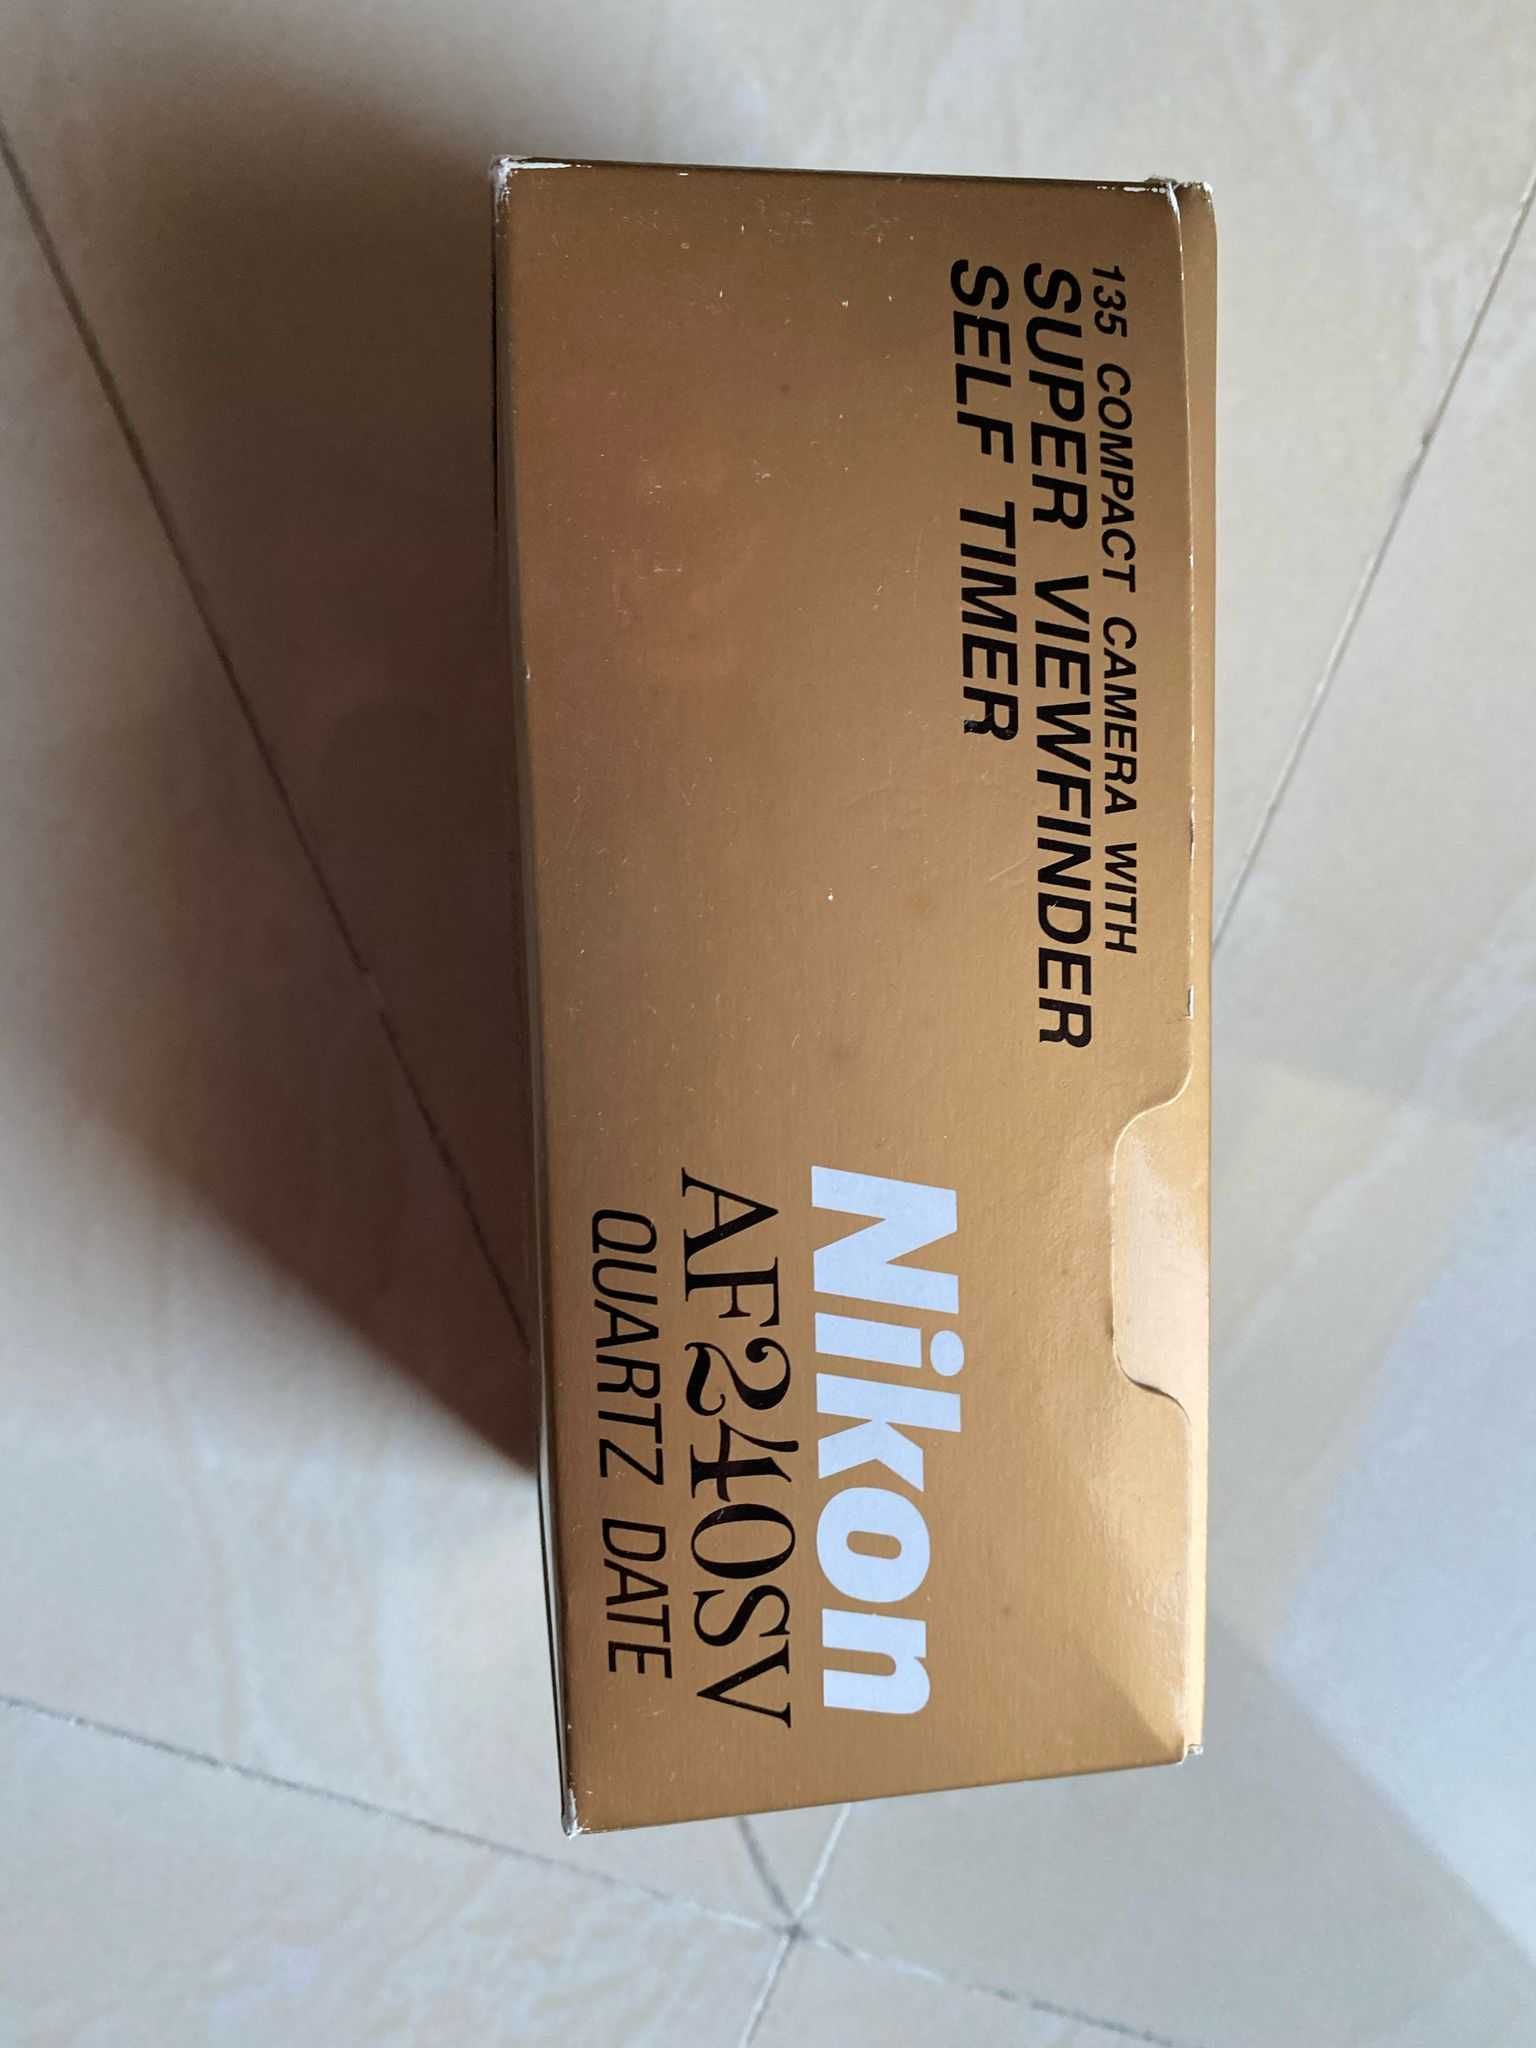 135 COMPACT CAMERA WITH
SUPER VIEWFINDER
SELF TIMER
Nikon
AF240SV
QUARTZ DATE